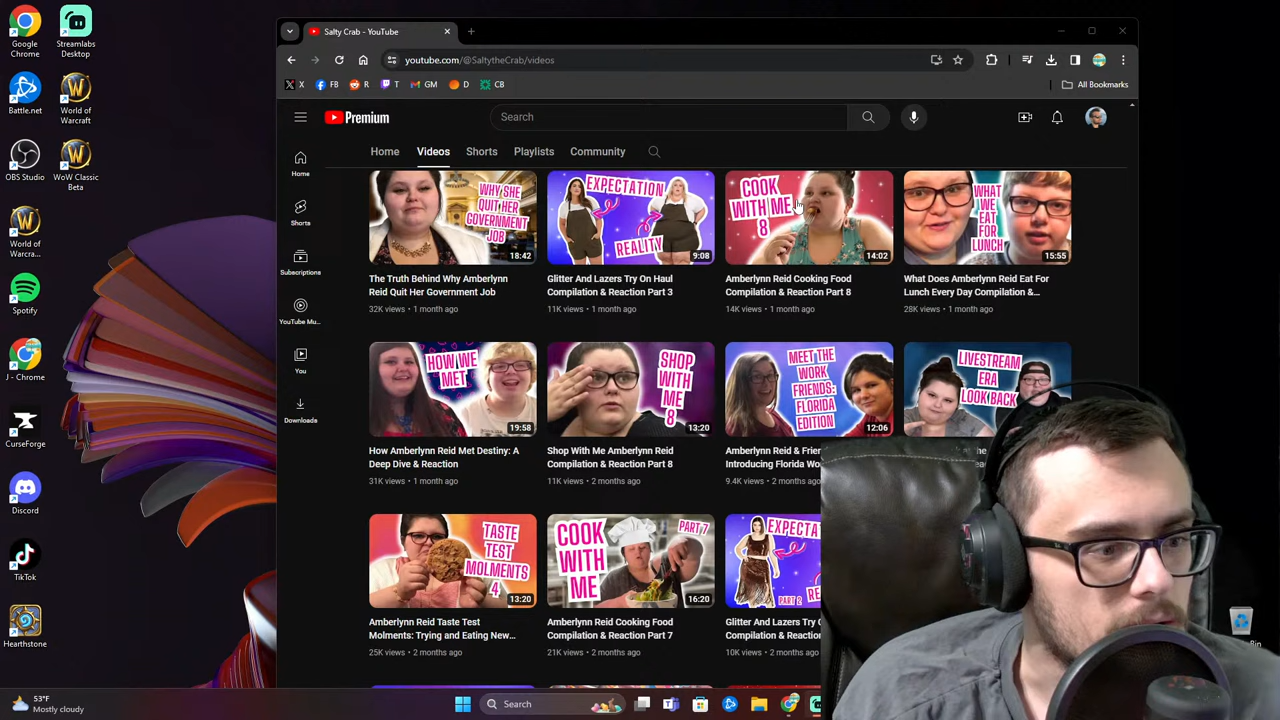 Google
Chrome
Streamlabs
Desktop
Battle.net
World of
Warcraft
OBS Studio
WoW Classic
Beta
World of
Warcra...
Spotify
J - Chrome
CurseForge
Discord
TikTok
Hearthstone
Salty Crab - YouTube
youtube.com/@SaltytheCrab/videos
X
FB
R
T
GM
D
CB
All Bookmarks
Premium
Search
Home
Videos
Shorts
Playlists
Community
Home
Shorts
Subscriptions
YouTube Mu...
You
Downloads
WHY SHE
QUIT HER
GOVERNMENT
JOB
18:42
The Truth Behind Why Amberlynn
Reid Quit Her Government Job
32K views • 1 month ago
EXPECTATION
REALITY
9:08
Glitter And Lazers Try On Haul
Compilation & Reaction Part 3
11K views • 1 month ago
COOK
WITH ME
8
14:02
Amberlynn Reid Cooking Food
Compilation & Reaction Part 8
14K views • 1 month ago
WHAT
WE
EAT
FOR
LUNCH
15:55
What Does Amberlynn Reid Eat For
Lunch Every Day Compilation &...
28K views • 1 month ago
HOW WE
MET
19:58
How Amberlynn Reid Met Destiny: A
Deep Dive & Reaction
31K views • 1 month ago
SHOP
WITH
ME
8
13:20
Shop With Me Amberlynn Reid
Compilation & Reaction Part 8
11K views • 2 months ago
MEET THE
WORK
FRIENDS:
FLORIDA
EDITION
12:06
Amberlynn Reid & Frien
Introducing Florida Wo
9.4K views • 2 months ago
LIVESTREAM
ERA
LOOK BACK
TASTE
TEST
MOLMENTS
4
13:20
Amberlynn Reid Taste Test
Molments: Trying and Eating New...
25K views • 2 months ago
COOK
WITH
ME
PART 7
16:20
Amberlynn Reid Cooking Food
Compilation & Reaction Part 7
21K views • 2 months ago
EXPECTA
PART 2
REA
Glitter And Lazers Try O
Compilation & Reaction
10K views • 2 months ago
53°F
Mostly cloudy
Search